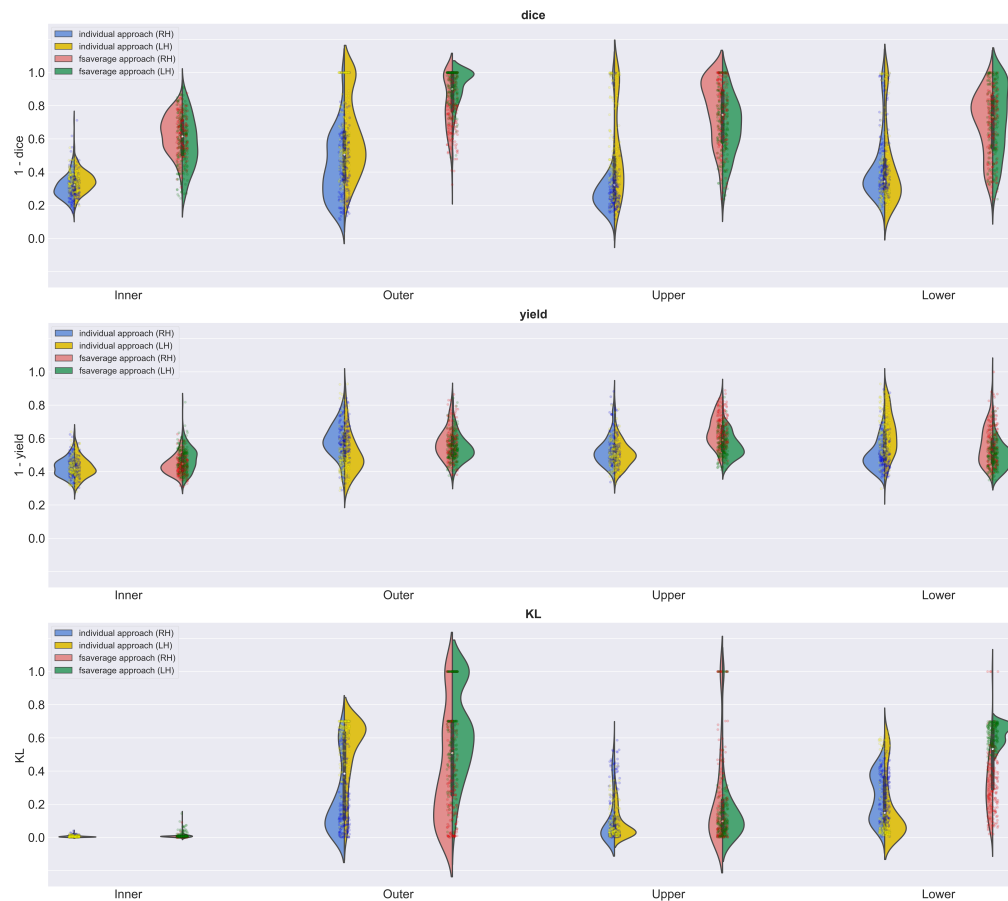 dice
individual approach (RH)
individual approach (LH)
fsaverage approach (RH)
fsaverage approach (LH)
1.0
0.8
0.6
0.4
0.2
0.0
1 - dice
Inner Outer Upper Lower
yield
individual approach (RH)
individual approach (LH)
fsaverage approach (RH)
fsaverage approach (LH)
1.0
0.8
0.6
0.4
0.2
0.0
1 - yield
Inner Outer Upper Lower
KL
individual approach (RH)
individual approach (LH)
fsaverage approach (RH)
fsaverage approach (LH)
1.0
0.8
0.6
0.4
0.2
0.0
KL
Inner Outer Upper Lower